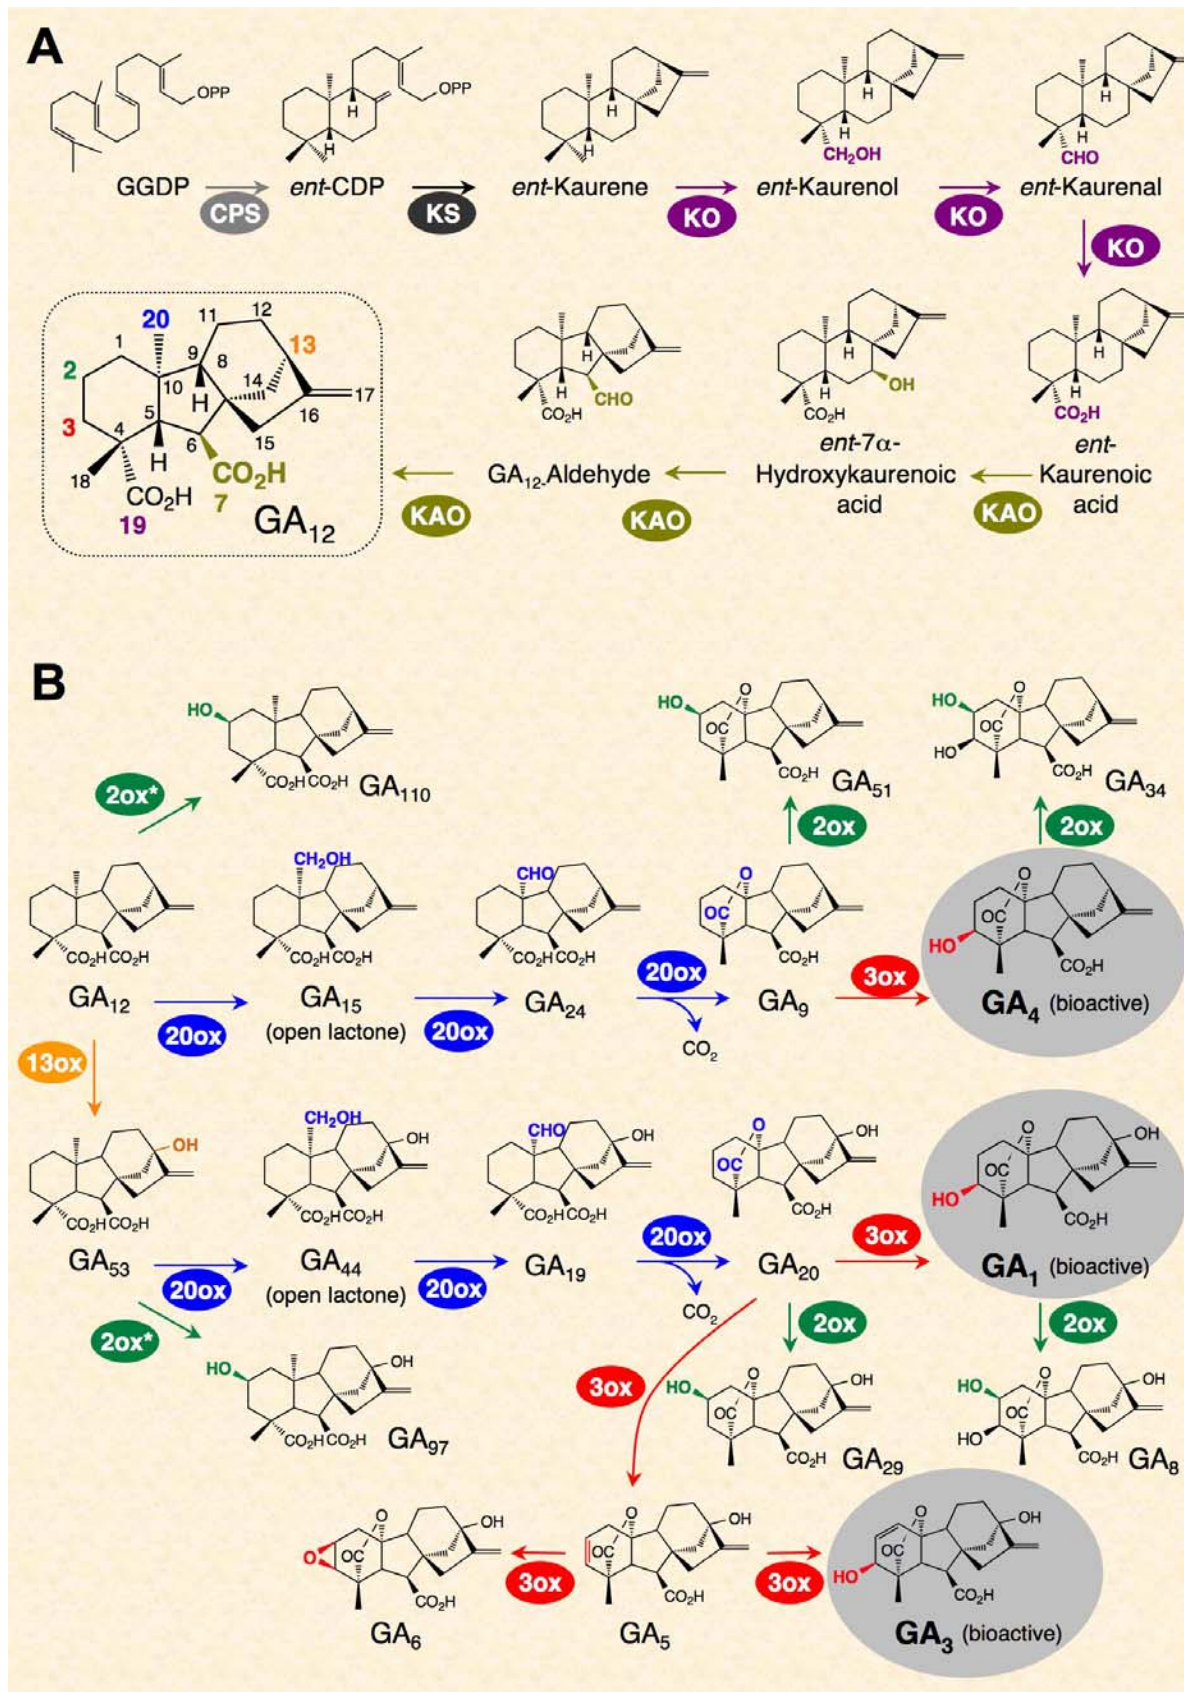 A
OPP
OPP
H
H
H
H
H
H
CH₂OH
H
H
CHO
GGDP
ent-CDP
ent-Kaurene
ent-Kaurenol
ent-Kaurenal
CPS
KS
KO
KO
KO
20
11
12
1
13
2
9
8
10
14
H
17
3
5
16
4
6
15
H
18
CO₂H
CO₂H
19
7
GA₁₂
H
CHO
CO₂H
H
H
OH
CO₂H
H
H
CO₂H
GA₁₂-Aldehyde
ent-7α-
Hydroxykaurenoic
acid
ent-
Kaurenoic
acid
KAO
KAO
KAO
B
HO
CO₂H
CO₂H
GA₁₁₀
HO
O
OC
CO₂H
GA₅₁
HO
O
OC
HO
CO₂H
GA₃₄
2ox*
2ox
2ox
CO₂H
CO₂H
CH₂OH
CO₂H
CO₂H
CHO
CO₂H
CO₂H
O
OC
CO₂H
O
OC
HO
CO₂H
GA₁₂
GA₁₅
(open lactone)
GA₂₄
GA₉
GA₄ (bioactive)
20ox
20ox
20ox
CO₂
3ox
13ox
OH
CO₂H
CO₂H
CH₂OH
OH
CO₂H
CO₂H
CHO
OH
CO₂H
CO₂H
O
OC
OH
CO₂H
O
OC
OH
HO
CO₂H
GA₅₃
GA₄₄
(open lactone)
GA₁₉
GA₂₀
GA₁ (bioactive)
20ox
20ox
20ox
CO₂
3ox
2ox*
2ox
2ox
3ox
HO
OH
CO₂H
CO₂H
GA₉₇
HO
O
OC
OH
CO₂H
GA₂₉
HO
O
OC
OH
HO
CO₂H
GA₈
O
O
OC
OH
CO₂H
GA₆
3ox
O
OC
OH
CO₂H
GA₅
3ox
O
OC
OH
HO
CO₂H
GA₃ (bioactive)